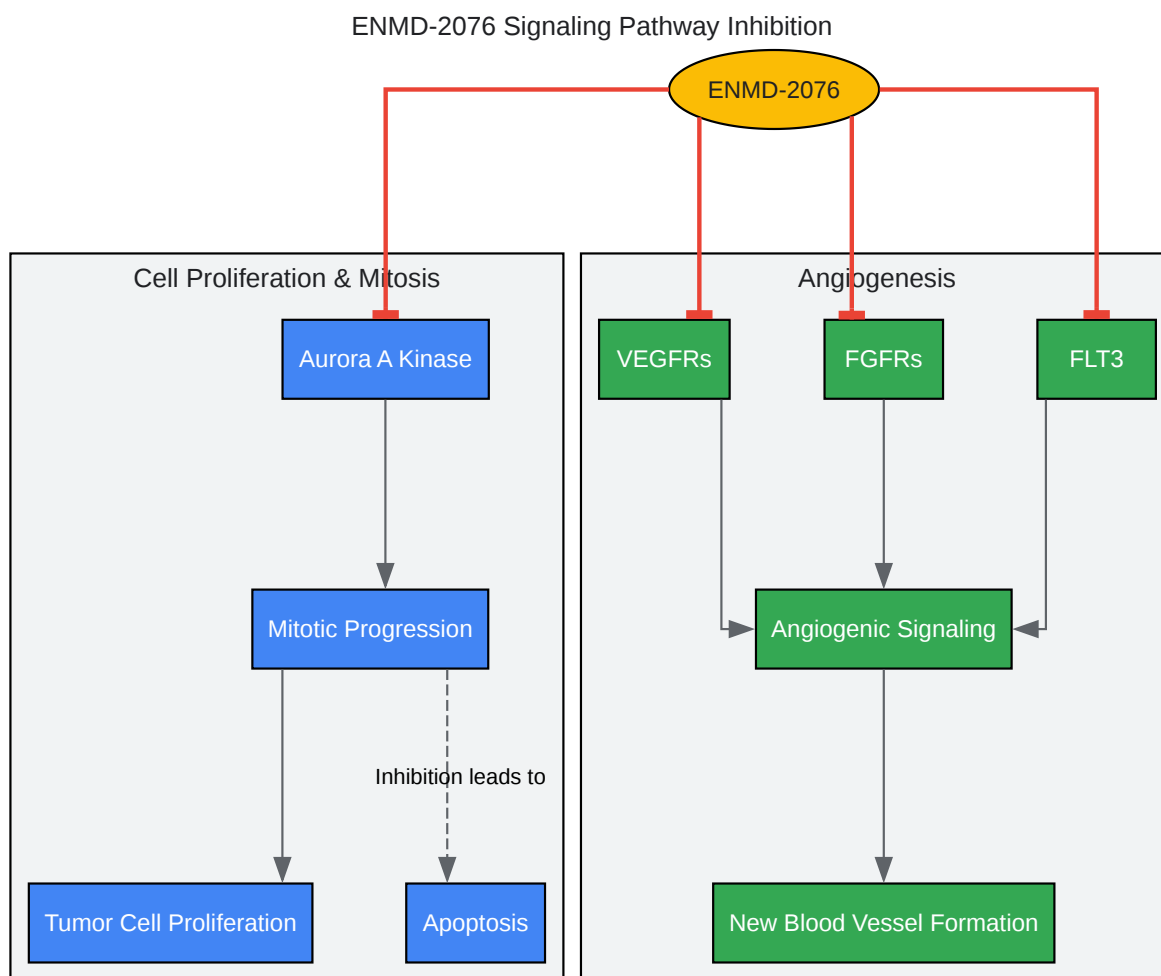 ENMD-2076 Signaling Pathway Inhibition
ENMD-2076
Cell Proliferation & Mitosis
Angiogenesis
Aurora A Kinase
VEGFRs
FGFRs
FLT3
Mitotic Progression
Angiogenic Signaling
Inhibition leads to
Tumor Cell Proliferation
Apoptosis
New Blood Vessel Formation